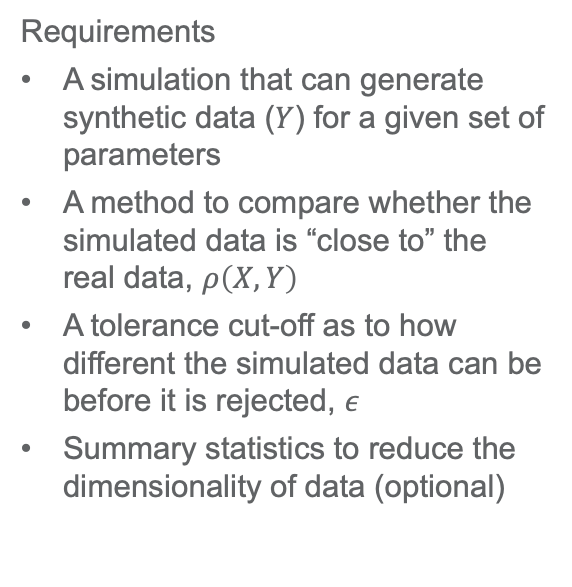 Requirements
• A simulation that can generate
synthetic data (Y) for a given set of
parameters
• A method to compare whether the
simulated data is “close to” the
real data, ρ(X, Y)
• A tolerance cut-off as to how
different the simulated data can be
before it is rejected, ϵ
• Summary statistics to reduce the
dimensionality of data (optional)